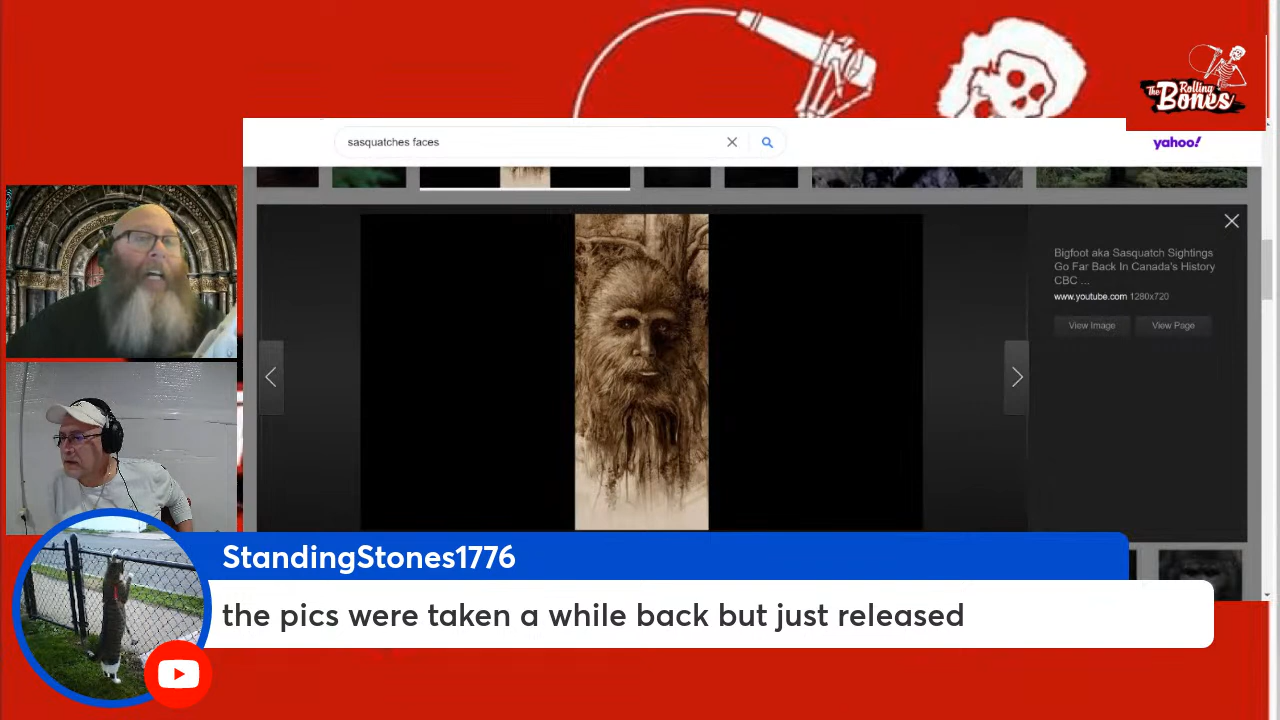 The Rolling
Bones
sasquatches faces
yahoo!
Bigfoot aka Sasquatch Sightings
Go Far Back In Canada's History
CBC ...
www.youtube.com 1280x720
View Image
View Page
StandingStones1776
the pics were taken a while back but just released